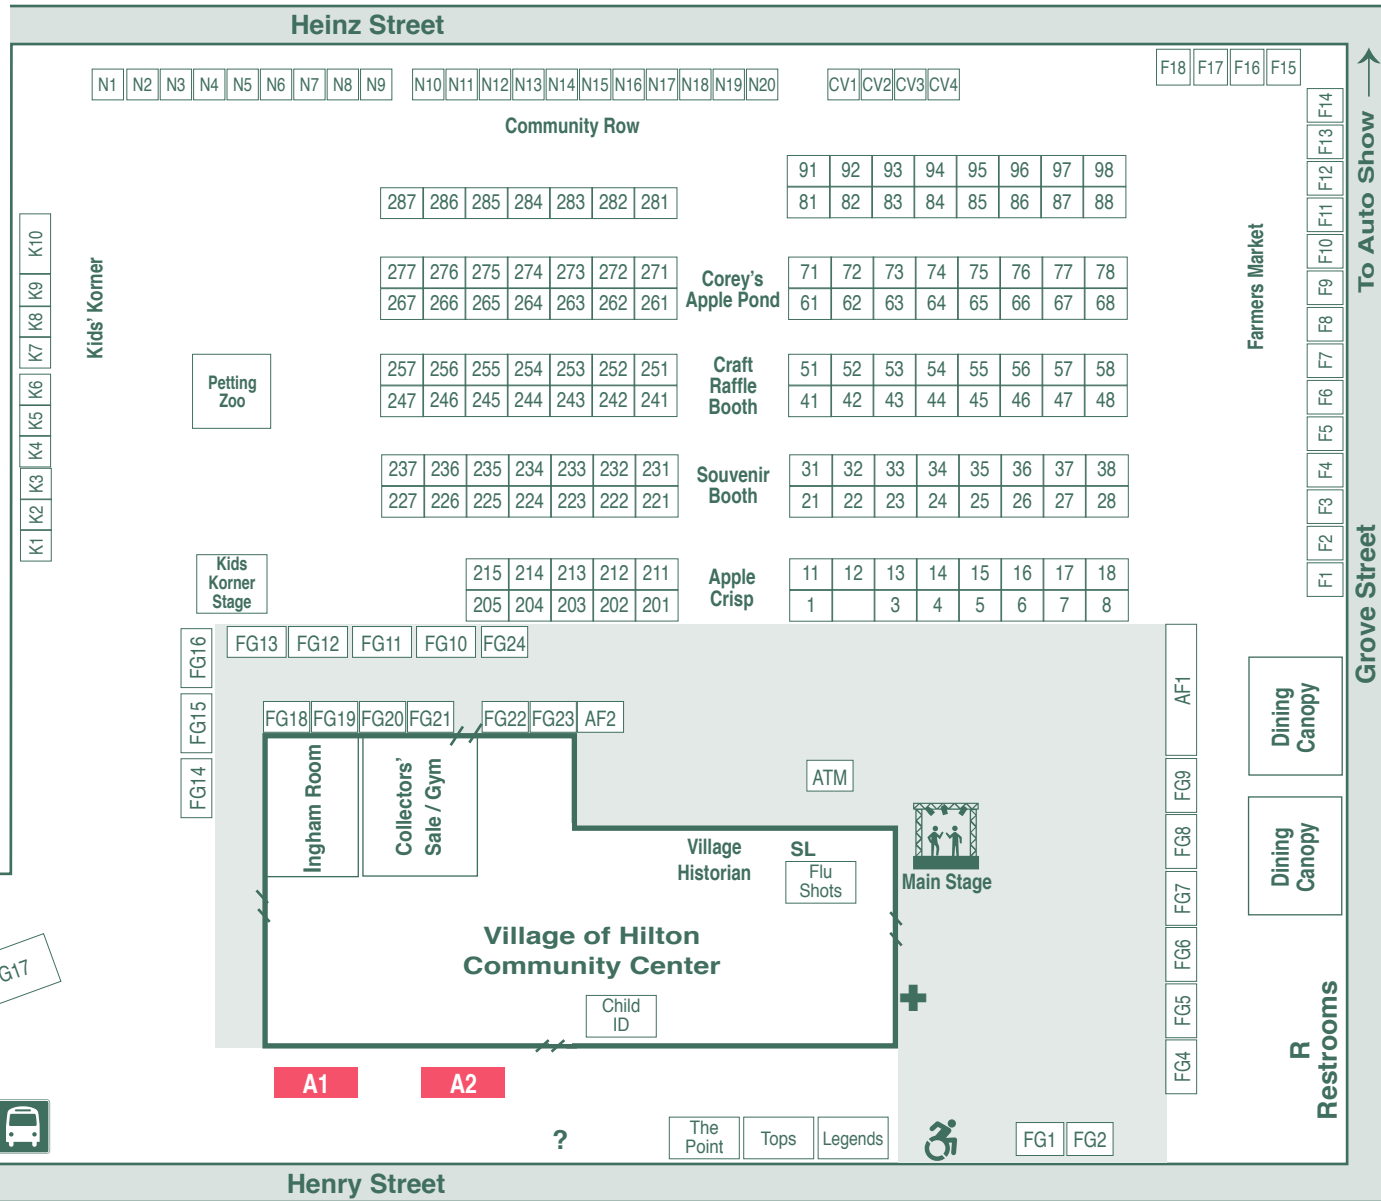 Heinz Street
N1 N2 N3 N4 N5 N6 N7 N8 N9 N10 N11 N12 N13 N14 N15 N16 N17 N18 N19 N20 CV1 CV2 CV3 CV4
F18 F17 F16 F15
Community Row
F14
F13
F12
F11
F10
F9
F8
F7
F6
F5
F4
F3
F2
F1
To Auto Show
Grove Street
Farmers Market
91 92 93 94 95 96 97 98
81 82 83 84 85 86 87 88
287 286 285 284 283 282 281
K10
K9
K8
K7
K6
K5
K4
K3
K2
K1
Kids' Korner
277 276 275 274 273 272 271
267 266 265 264 263 262 261
Corey's
Apple Pond
71 72 73 74 75 76 77 78
61 62 63 64 65 66 67 68
Petting
Zoo
257 256 255 254 253 252 251
247 246 245 244 243 242 241
Craft
Raffle
Booth
51 52 53 54 55 56 57 58
41 42 43 44 45 46 47 48
237 236 235 234 233 232 231
227 226 225 224 223 222 221
Souvenir
Booth
31 32 33 34 35 36 37 38
21 22 23 24 25 26 27 28
Kids
Korner
Stage
215 214 213 212 211
205 204 203 202 201
Apple
Crisp
11 12 13 14 15 16 17 18
1 3 4 5 6 7 8
FG16
FG15
FG14
FG13 FG12 FG11 FG10 FG24
FG18 FG19 FG20 FG21 FG22 FG23 AF2
Ingham Room
Collectors'
Sale / Gym
ATM
Main Stage
Village
Historian
SL
Flu
Shots
Village of Hilton
Community Center
Child
ID
AF1
FG9
FG8
FG7
FG6
FG5
FG4
Dining
Canopy
Dining
Canopy
R
Restrooms
G17
A1 A2
?
The
Point
Tops
Legends
FG1 FG2
Henry Street